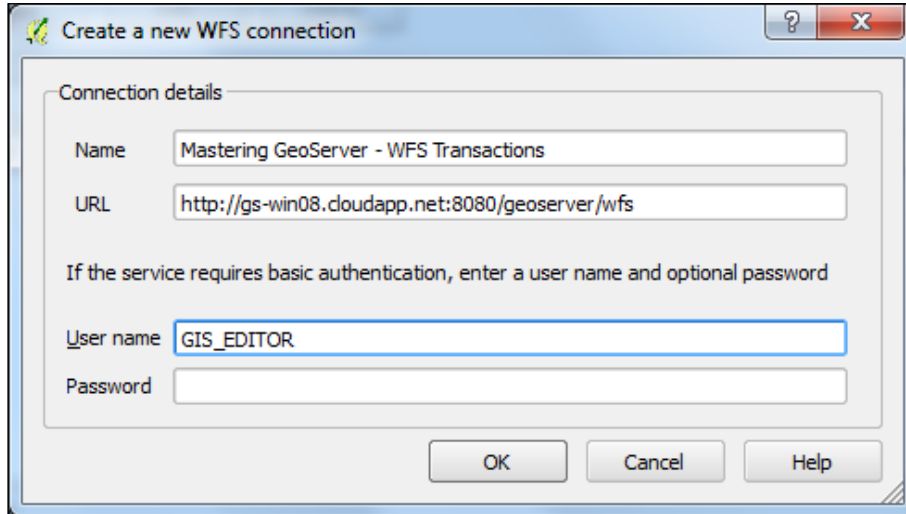 Create a new WFS connection
?
Connection details
Name Mastering GeoServer - WFS Transactions
URL http://gs-win08.cloudapp.net:8080/geoserver/wfs
If the service requires basic authentication, enter a user name and optional password
User name GIS_EDITOR
Password
OK Cancel Help